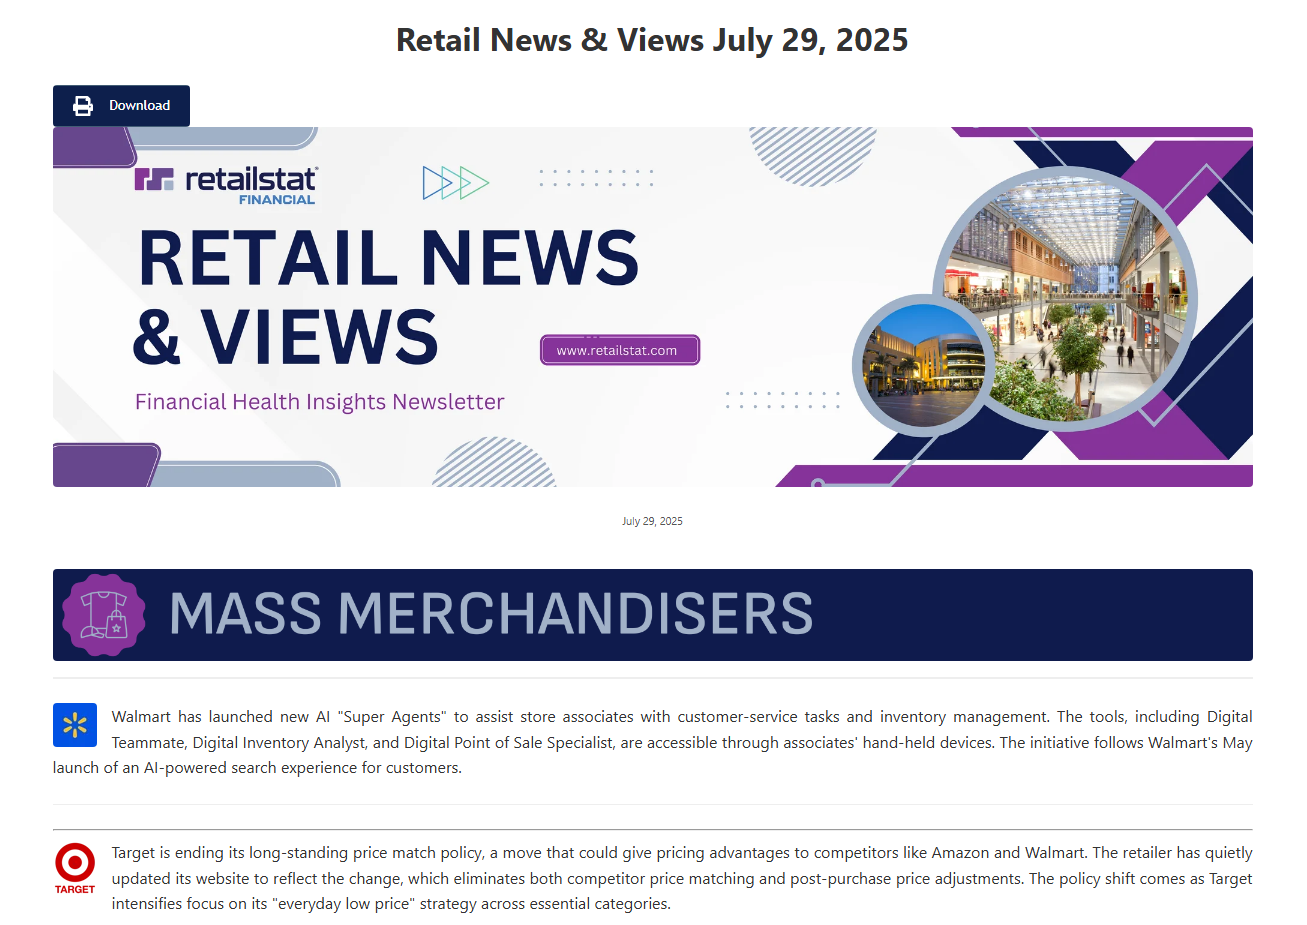 Retail News & Views July 29, 2025
Download
retailstat
FINANCIAL
RETAIL NEWS
& VIEWS
www.retailstat.com
Financial Health Insights Newsletter
July 29, 2025
MASS MERCHANDISERS
Walmart has launched new AI "Super Agents" to assist store associates with customer-service tasks and inventory management. The tools, including Digital
Teammate, Digital Inventory Analyst, and Digital Point of Sale Specialist, are accessible through associates' hand-held devices. The initiative follows Walmart's May
launch of an AI-powered search experience for customers.
Target is ending its long-standing price match policy, a move that could give pricing advantages to competitors like Amazon and Walmart. The retailer has quietly
updated its website to reflect the change, which eliminates both competitor price matching and post-purchase price adjustments. The policy shift comes as Target
intensifies focus on its "everyday low price" strategy across essential categories.
TARGET